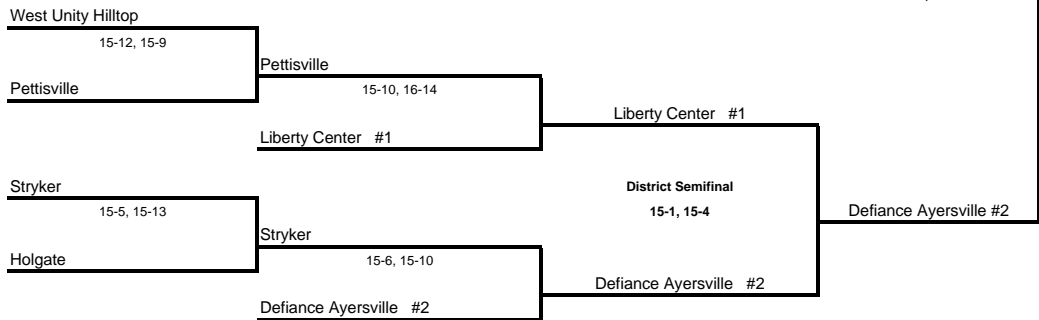 West Unity Hilltop
15-12, 15-9
Pettisville
Pettisville
15-10, 16-14
Liberty Center #1
Liberty Center #1
Stryker
District Semifinal
15-5, 15-13
15-1, 15-4
Defiance Ayersville #2
Stryker
Holgate
15-6, 15-10
Defiance Ayersville #2
Defiance Ayersville #2